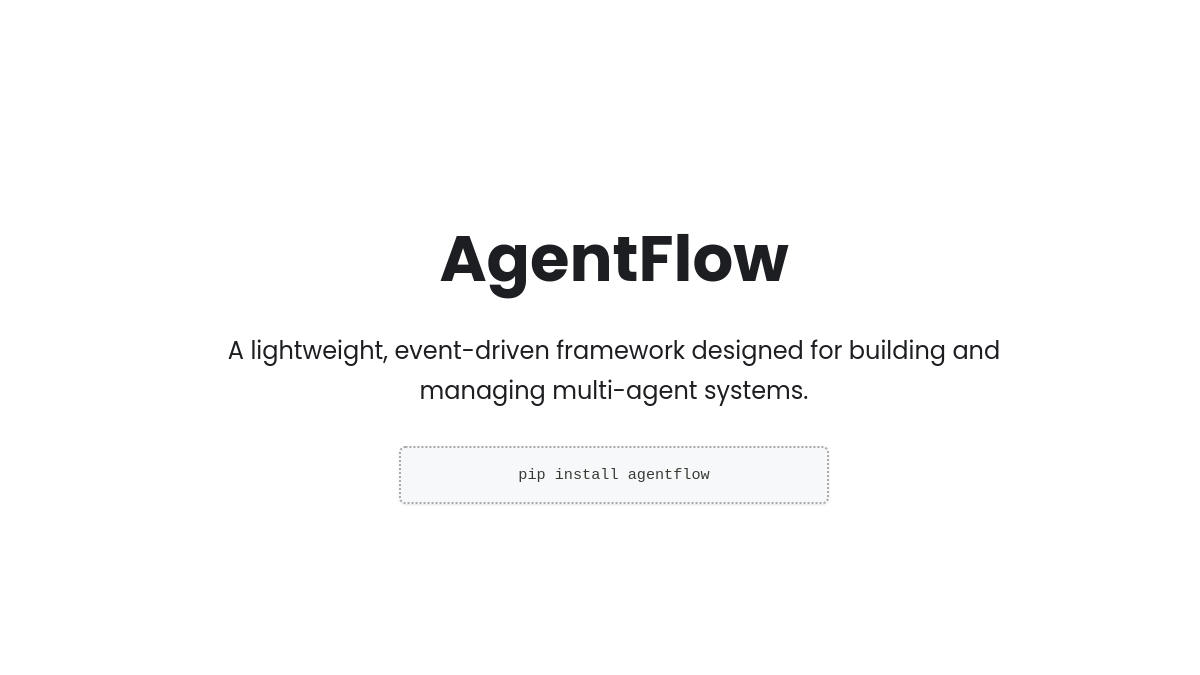 AgentFlow
A lightweight, event-driven framework designed for building and
managing multi-agent systems.
pip install agentflow